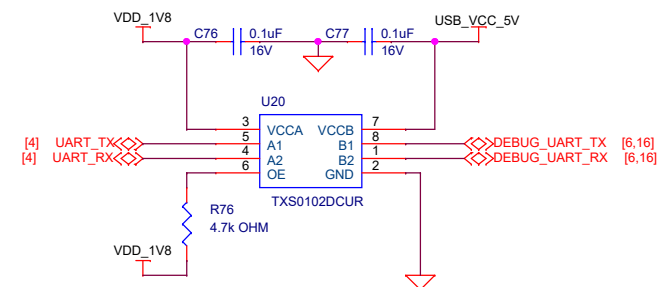 VDD_1V8 C76 0.1uF C77 0.1uF USB_VCC_5V
16V 16V
U20
3 VCCA VCCB 7
[4] UART_TX 5 A1 B1 8 DEBUG_UART_TX [6,16]
[4] UART_RX 4 A2 B2 1 DEBUG_UART_RX [6,16]
6 OE GND 2
TXS0102DCUR
R76
4.7k OHM
VDD_1V8